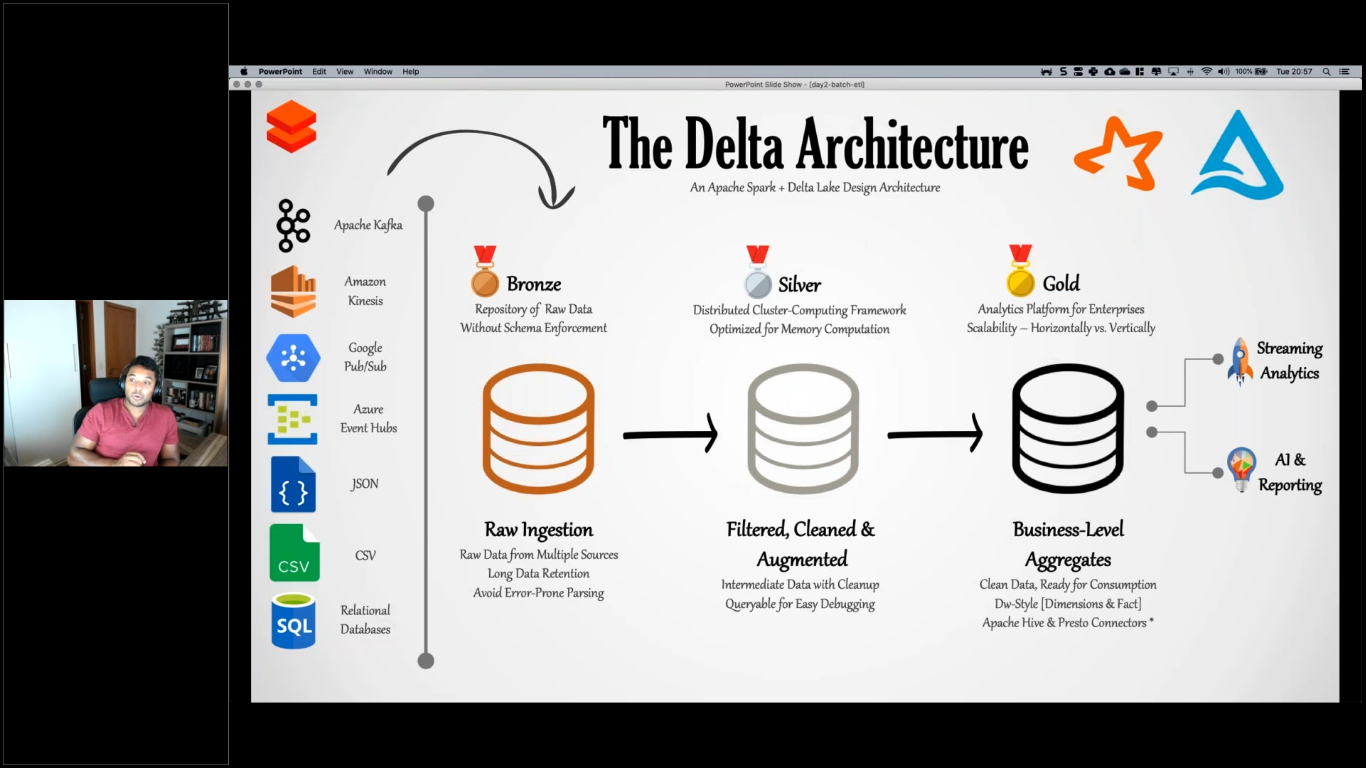 PowerPoint Edit View Window Help
100% Tue 20:57
PowerPoint Slide Show - [day2-batch-etl]
The Delta Architecture
An Apache Spark + Delta Lake Design Architecture
Apache Kafka
Amazon
Kinesis
Google
Pub/Sub
Azure
Event Hubs
JSON
CSV
CSV
SQL
Relational
Databases
Bronze
Repository of Raw Data
Without Schema Enforcement
Raw Ingestion
Raw Data from Multiple Sources
Long Data Retention
Avoid Error-Prone Parsing
Silver
Distributed Cluster-Computing Framework
Optimized for Memory Computation
Filtered, Cleaned &
Augmented
Intermediate Data with Cleanup
Queryable for Easy Debugging
Gold
Analytics Platform for Enterprises
Scalability – Horizontally vs. Vertically
Business-Level
Aggregates
Clean Data, Ready for Consumption
Dw-Style [Dimensions & Fact]
Apache Hive & Presto Connectors *
Streaming
Analytics
AI &
Reporting